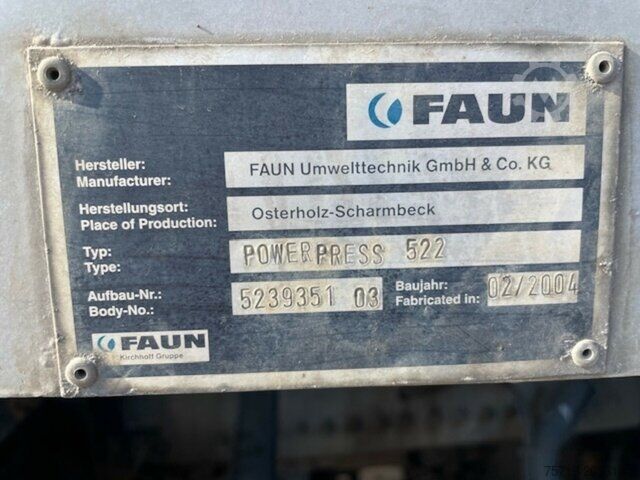 FAUN
Hersteller:
Manufacturer:
FAUN Umwelttechnik GmbH & Co. KG
Herstellungsort:
Place of Production:
Osterholz-Scharmbeck
Typ:
Type:
POWERPRESS 522
Aufbau-Nr.:
Body-No.:
5239351 03
Baujahr:
Fabricated in:
02/2004
FAUN
Kirchhoff Gruppe